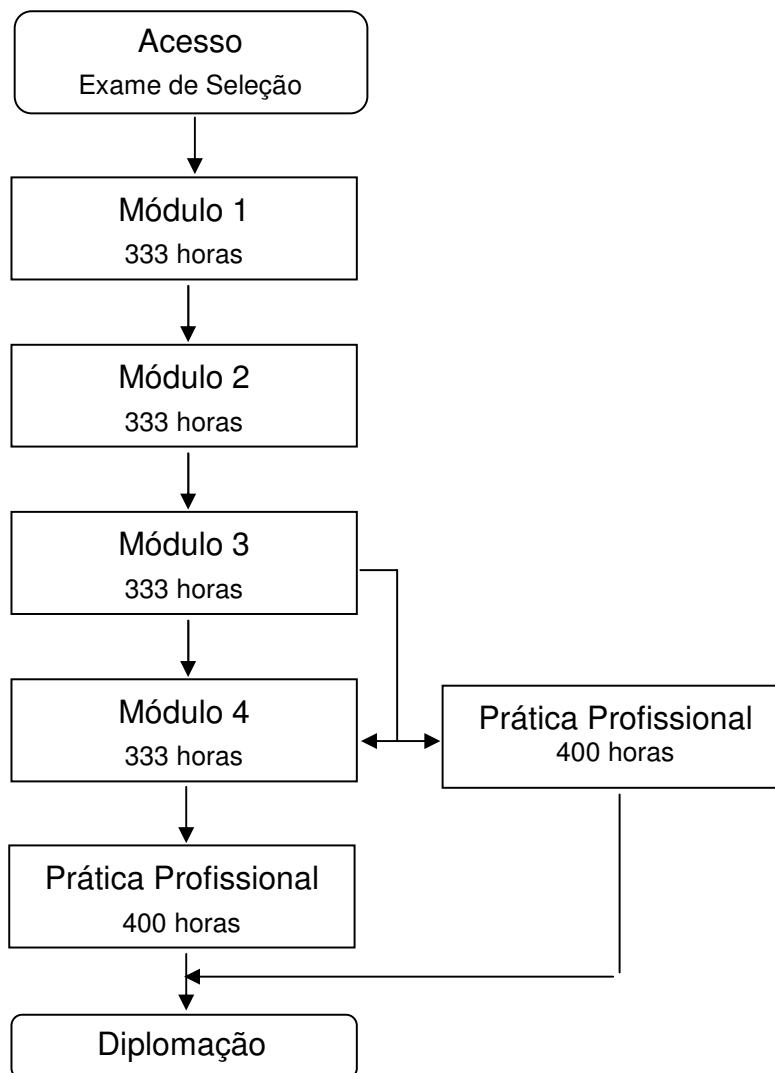 Acesso
Exame de Seleção
Módulo 1
333 horas
Módulo 2
333 horas
Módulo 3
333 horas
Módulo 4
333 horas
Prática Profissional
400 horas
Prática Profissional
400 horas
Diplomação